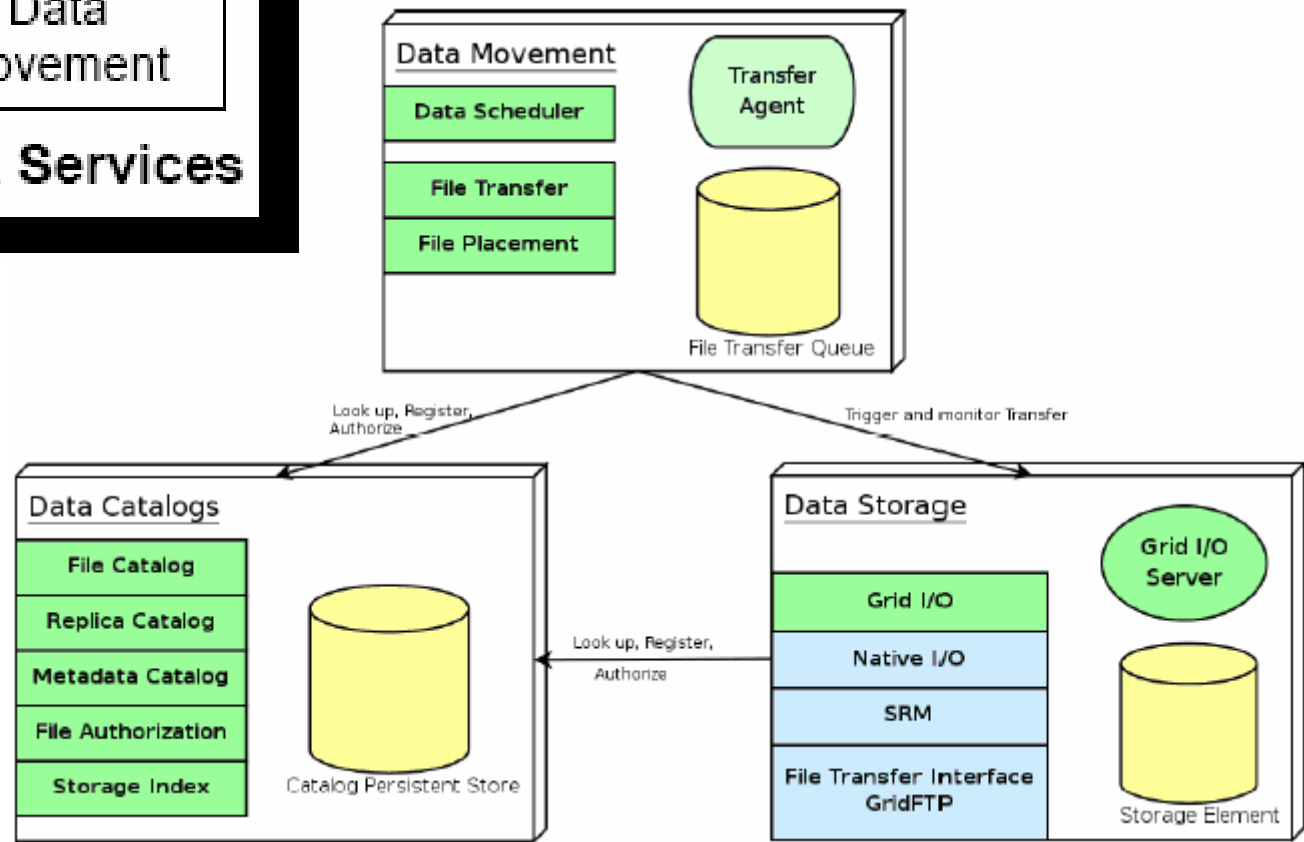 Data
ovement
Services
Data Movement
Data Scheduler
File Transfer
File Placement
Transfer
Agent
File Transfer Queue
Look up, Register,
Authorize
Trigger and monitor Transfer
Data Catalogs
File Catalog
Replica Catalog
Metadata Catalog
File Authorization
Storage Index
Catalog Persistent Store
Look up, Register,
Authorize
Data Storage
Grid I/O
Native I/O
SRM
File Transfer Interface
GridFTP
Grid I/O
Server
Storage Element